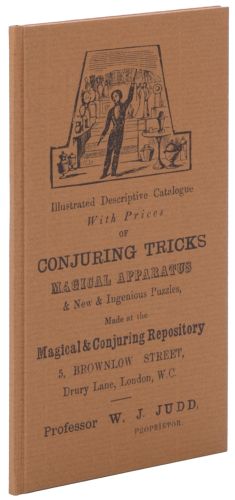 Illustrated Descriptive Catalogue
With Prices
OF
CONJURING TRICKS
MAGICAL APPARATUS
& New & Ingenious Puzzles,
Made at the
Magical & Conjuring Repository
5, BROWNLOW STREET,
Drury Lane, London, W.C.
Professor W. J. JUDD,
PROPRIETOR.